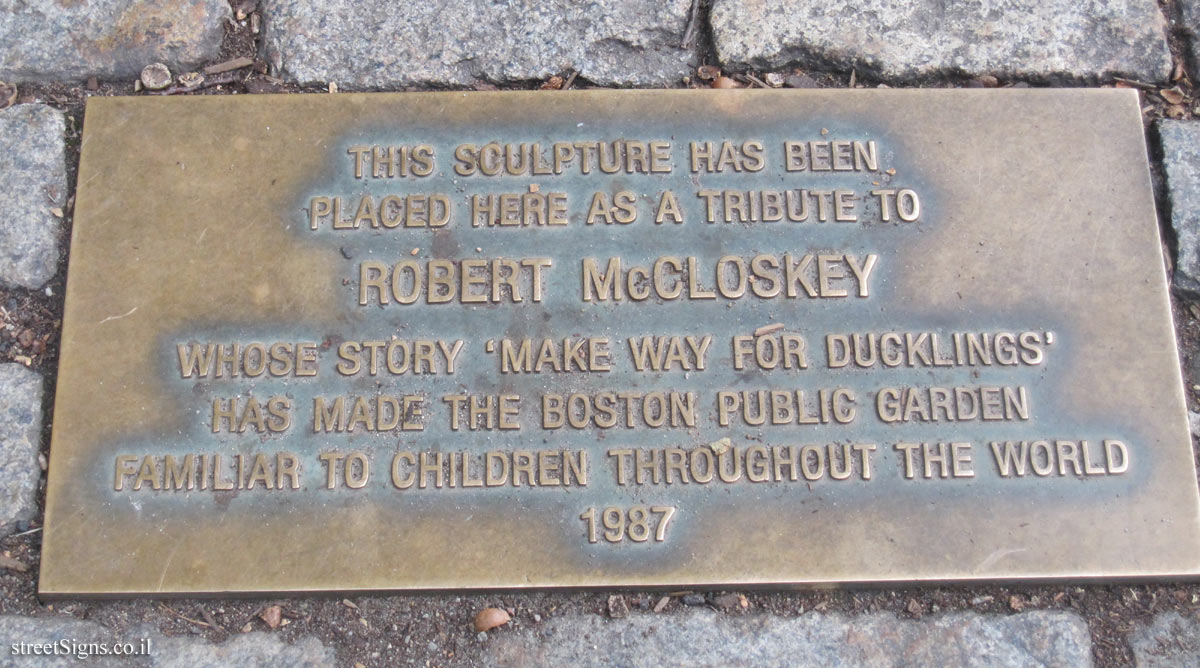 THIS SCULPTURE HAS BEEN
PLACED HERE AS A TRIBUTE TO
ROBERT McCLOSKEY
WHOSE STORY ‘MAKE WAY FOR DUCKLINGS’
HAS MADE THE BOSTON PUBLIC GARDEN
FAMILIAR TO CHILDREN THROUGHOUT THE WORLD
1987
streetSigns.co.il